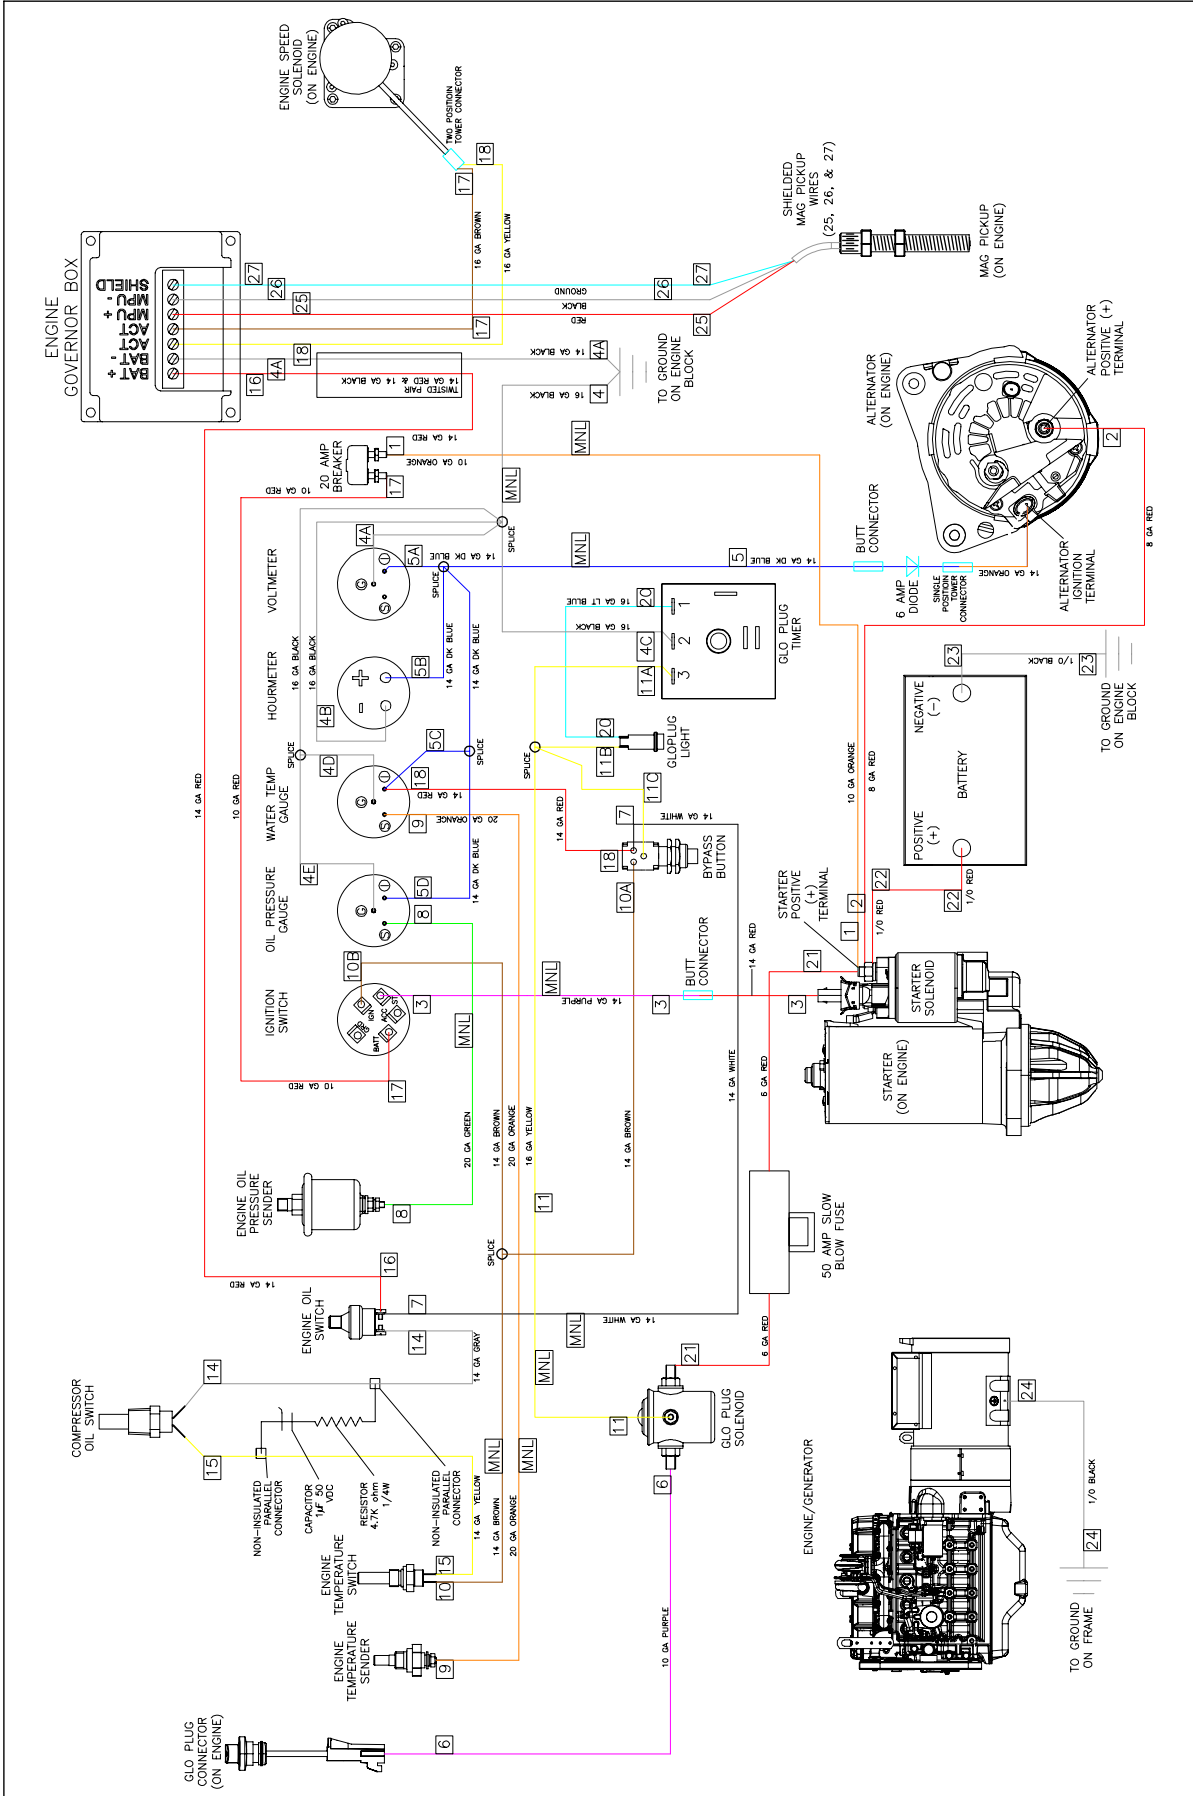 ENGINE SPEED
SOLENOID
(ON ENGINE)
TWO POSITIOIN
TOWER CONNECTOR
17
18
16 GA BROWN
16 GA YELLOW
ENGINE
GOVERNOR BOX
SHIELD
MPU -
MPU +
ACT
ACT
BAT -
BAT +
27
26
25
17
18
4A
16
TWISTED PAIR
14 GA RED & 14 GA BLACK
GROUND
BLACK
RED
27
26
25
SHIELDED
MAG PICKUP
WIRES
(25, 26, & 27)
MAG PICKUP
(ON ENGINE)
14 GA BLACK
4A
16 GA BLACK
4
TO GROUND
ON ENGINE
BLOCK
20 AMP
BREAKER
1
14 GA RED
10 GA ORANGE
17
10 GA RED
MNL
MNL
SPLICE
VOLTMETER
G
I
S
4A
5A
14 GA DK BLUE
SPLICE
MNL
5
14 GA DK BLUE
BUTT
CONNECTOR
6 AMP
DIODE
SINGLE
POSITIOIN
TOWER
CONNECTOR
14 GA ORANGE
ALTERNATOR
(ON ENGINE)
ALTERNATOR
POSITIVE (+)
TERMINAL
ALTERNATOR
IGNITION
TERMINAL
2
8 GA RED
HOURMETER
+
-
4B
5B
16 GA BLACK
16 GA BLACK
14 GA DK BLUE
14 GA DK BLUE
16 GA LT BLUE
20
16 GA BLACK
4C
11A
1
2
3
GLO PLUG
TIMER
14 GA RED
10 GA RED
WATER TEMP
GAUGE
G
I
S
SPLICE
4D
5C
SPLICE
18
14 GA RED
9
20 GA ORANGE
SPLICE
20
11B
GLOPLUG
LIGHT
11C
14 GA RED
7
14 GA WHITE
18
10A
BYPASS
BUTTON
23
1/0 BLACK
23
TO GROUND
ON ENGINE
BLOCK
NEGATIVE
(-)
BATTERY
POSITIVE
(+)
10 GA ORANGE
8 GA RED
22
22
1/0 RED
1/0 RED
OIL PRESSURE
GAUGE
G
I
S
4E
5D
8
14 GA DK BLUE
STARTER
POSITIVE
(+)
TERMINAL
1
2
21
IGNITION
SWITCH
10B
IGN
ST
ACC
BATT
GRD
3
17
10 GA RED
MNL
MNL
14 GA PURPLE
3
BUTT
CONNECTOR
14 GA RED
3
STARTER
SOLENOID
STARTER
(ON ENGINE)
14 GA WHITE
6 GA RED
ENGINE OIL
PRESSURE
SENDER
8
20 GA GREEN
14 GA BROWN
20 GA ORANGE
16 GA YELLOW
11
14 GA BROWN
SPLICE
50 AMP SLOW
BLOW FUSE
14 GA RED
16
ENGINE OIL
SWITCH
7
14
14 GA GRAY
MNL
14 GA WHITE
MNL
6 GA RED
21
11
GLO PLUG
SOLENOID
6
COMPRESSOR
OIL SWITCH
14
15
NON-INSULATED
PARALLEL
CONNECTOR
CAPACITOR
1µF 50
VDC
RESISTOR
4.7K ohm
1/4W
NON-INSULATED
PARALLEL
CONNECTOR
MNL
MNL
14 GA YELLOW
14 GA BROWN
20 GA ORANGE
ENGINE
TEMPERATURE
SWITCH
15
10
ENGINE
TEMPERATURE
SENDER
9
10 GA PURPLE
GLO PLUG
CONNECTOR
(ON ENGINE)
6
ENGINE/GENERATOR
24
1/0 BLACK
24
TO GROUND
ON FRAME